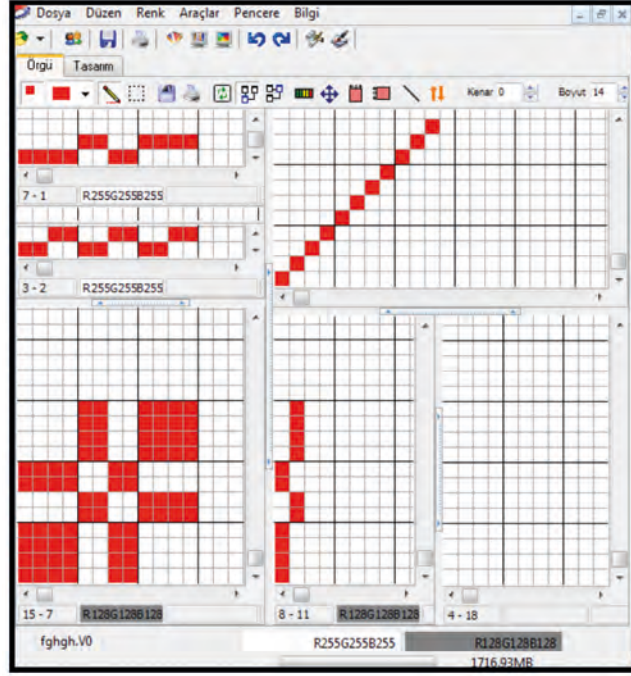 Dosya Düzen Renk Araçlar Pencere Bilgi
Örgü Tasarım
Kenar 0 Boyut 14
7 - 1 R255G255B255
3 - 2 R255G255B255
15 - 7 R128G128B128
8 - 11 R128G128B128
4 - 18
fghgh.V0 R255G255B255 R128G128B128
1716.93MB